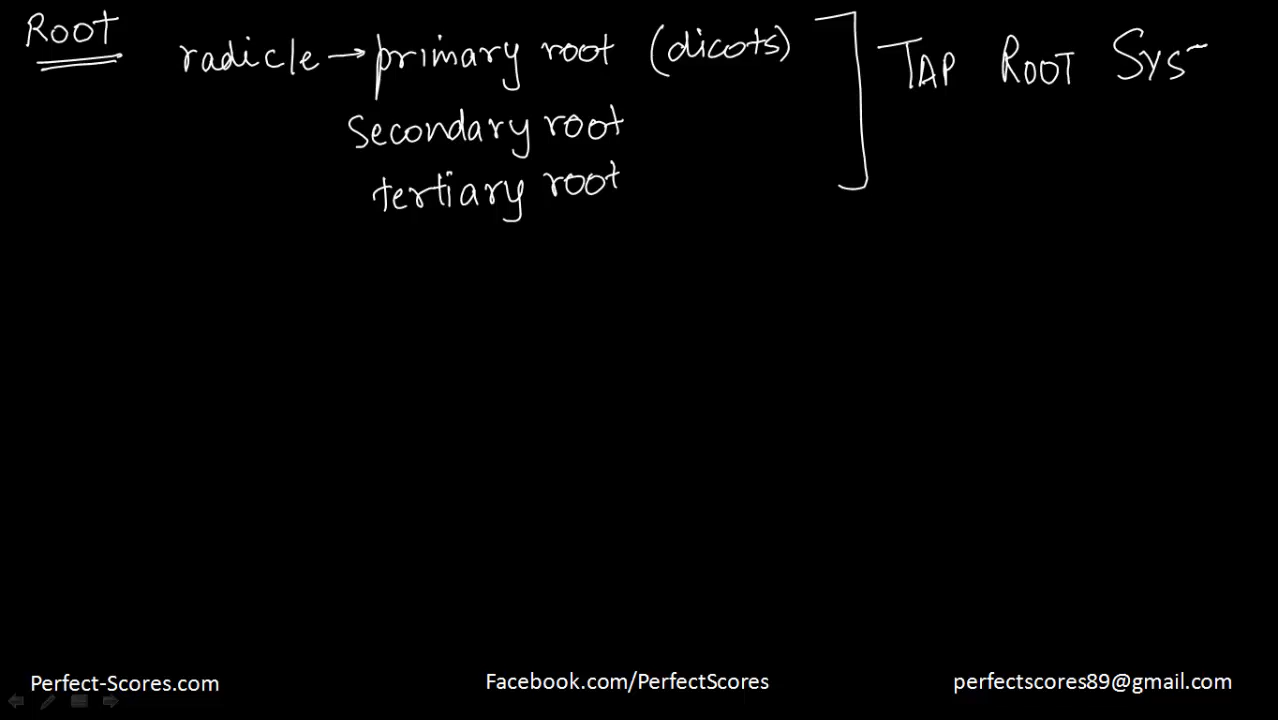 Root
radicle → primary root (dicots)
Secondary root
tertiary root
TAP ROOT SYS
Perfect-Scores.com
Facebook.com/PerfectScores
perfectscores89@gmail.com